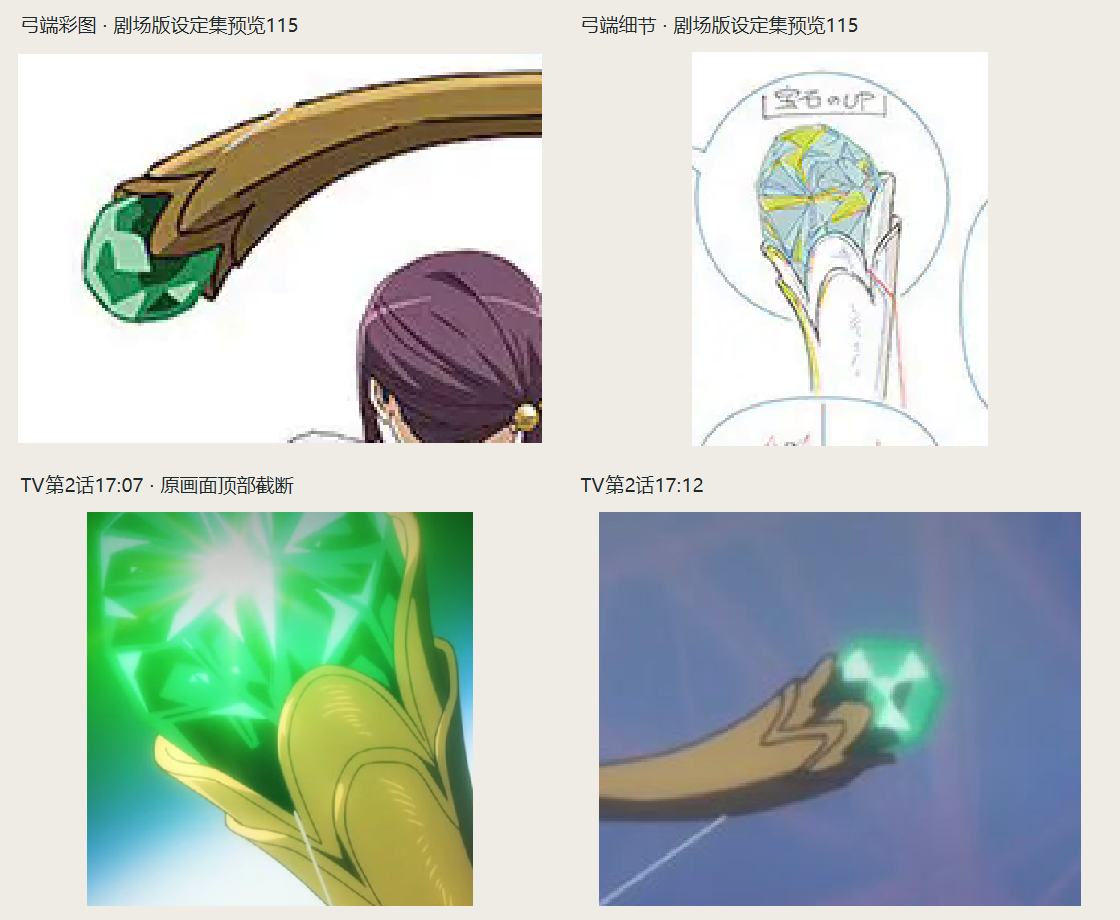 弓端彩图 · 剧场版设定集预览115
弓端细节 · 剧场版设定集预览115
宝石のUP
TV第2话17:07 · 原画面顶部截断
TV第2话17:12